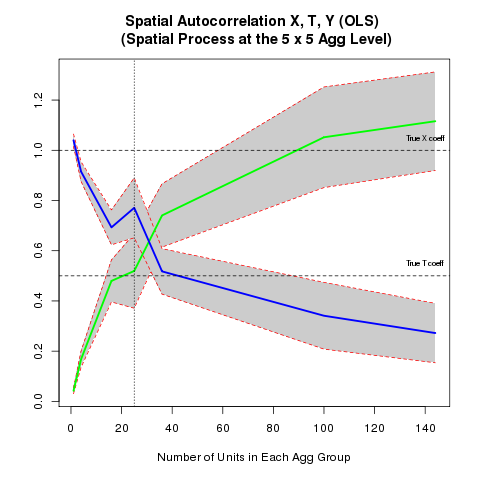 Spatial Autocorrelation X, T, Y (OLS)
(Spatial Process at the 5 x 5 Agg Level)
1.2
1.0
0.8
0.6
0.4
0.2
0.0
True X coeff
True T coeff
0 20 40 60 80 100 120 140
Number of Units in Each Agg Group